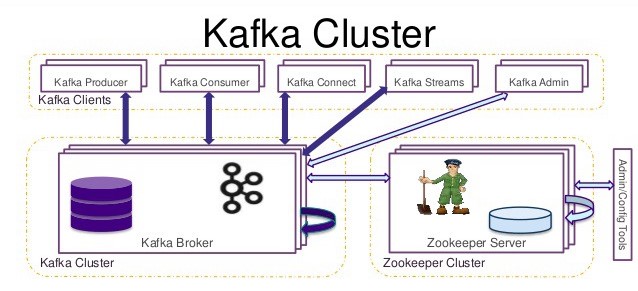 Kafka Cluster
Kafka Producer
Kafka Consumer
Kafka Connect
Kafka Streams
Kafka Admin
Kafka Clients
Kafka Broker
Kafka Cluster
Zookeeper Server
Zookeeper Cluster
Admin/Config Tools